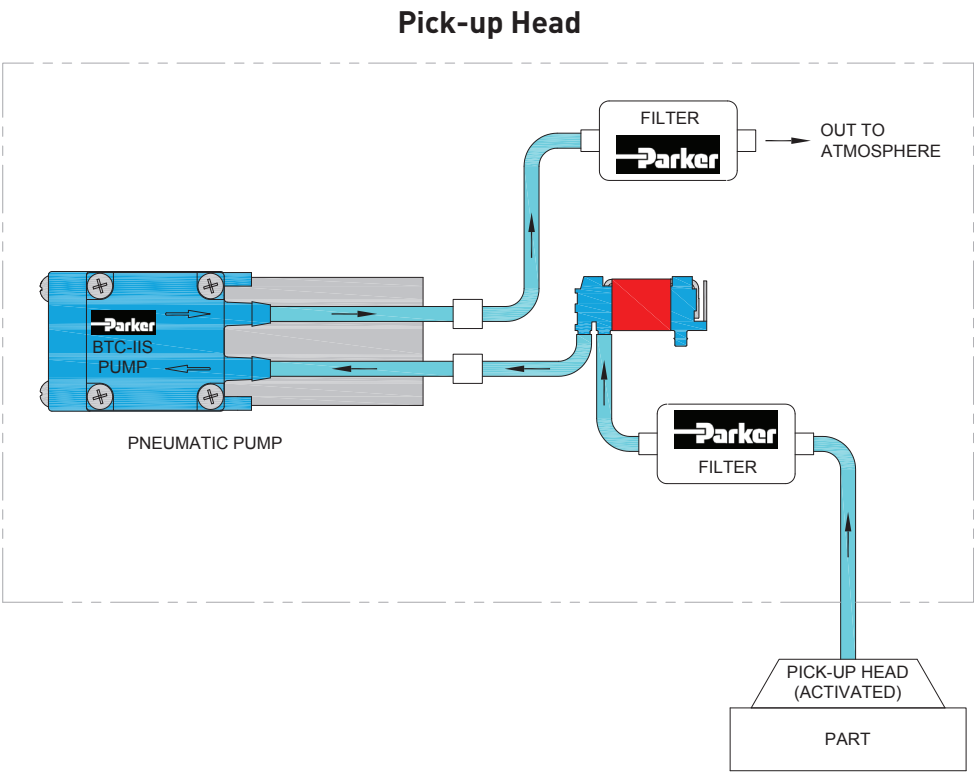 Pick-up Head
FILTER
Parker
OUT TO
ATMOSPHERE
Parker
BTC-IIS
PUMP
PNEUMATIC PUMP
Parker
FILTER
PICK-UP HEAD
(ACTIVATED)
PART